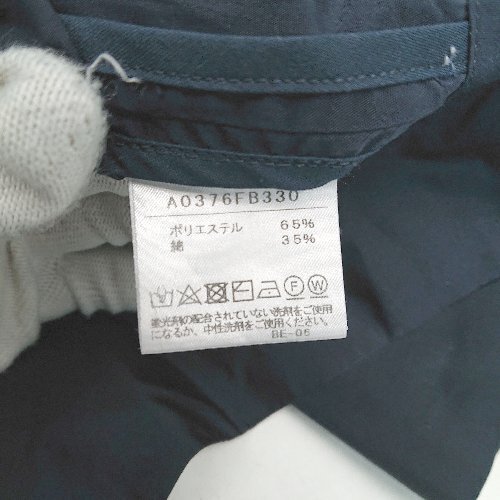 A0376FB330
ポリエステル 65%
綿 35%
F W
蛍光剤の配合されていない洗剤をご使用に
なるか、中性洗剤をご使用ください。
BE-06